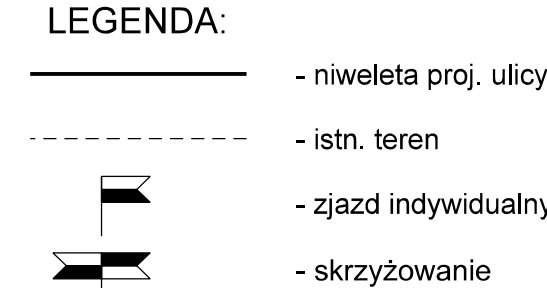 LEGENDA:
- niweleta proj. ulicy
- istn. teren
- zjazd indywidualny
- skrzyżowanie